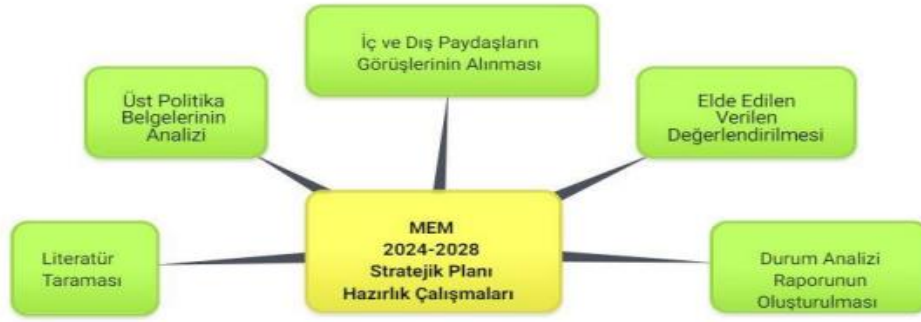 İç ve Dış Paydaşların
Görüşlerinin Alınması
Üst Politika
Belgelerinin
Analizi
Elde Edilen
Verilen
Değerlendirilmesi
MEM
2024-2028
Stratejik Planı
Hazırlık Çalışmaları
Literatür
Taraması
Durum Analizi
Raporunun
Oluşturulması